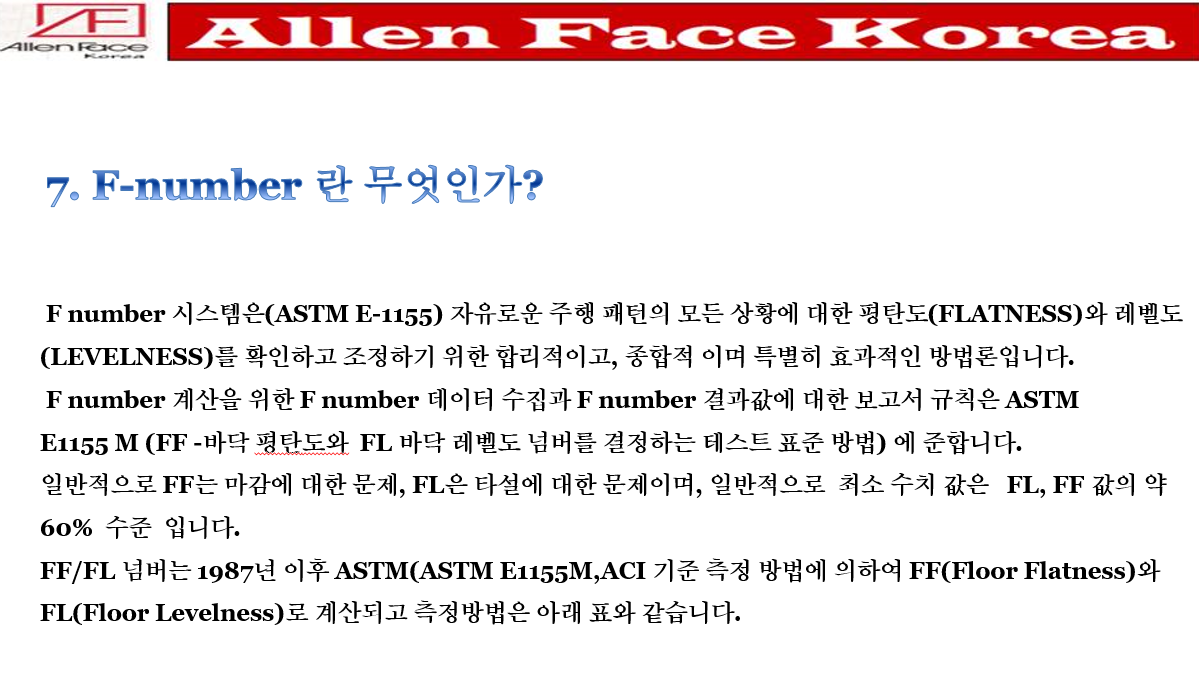 AF
Allen Face
Korea
Allen Face Korea
7. F-number 란 무엇인가?
F number 시스템은(ASTM E-1155) 자유로운 주행 패턴의 모든 상황에 대한 평탄도(FLATNESS)와 레벨도
(LEVELNESS)를 확인하고 조정하기 위한 합리적이고, 종합적 이며 특별히 효과적인 방법론입니다.
F number 계산을 위한 F number 데이터 수집과 F number 결과값에 대한 보고서 규칙은 ASTM
E1155 M (FF -바닥 평탄도와 FL 바닥 레벨도 넘버를 결정하는 테스트 표준 방법) 에 준합니다.
일반적으로 FF는 마감에 대한 문제, FL은 타설에 대한 문제이며, 일반적으로 최소 수치 값은 FL, FF 값의 약
60% 수준 입니다.
FF/FL 넘버는 1987년 이후 ASTM(ASTM E1155M,ACI 기준 측정 방법에 의하여 FF(Floor Flatness)와
FL(Floor Levelness)로 계산되고 측정방법은 아래 표와 같습니다.